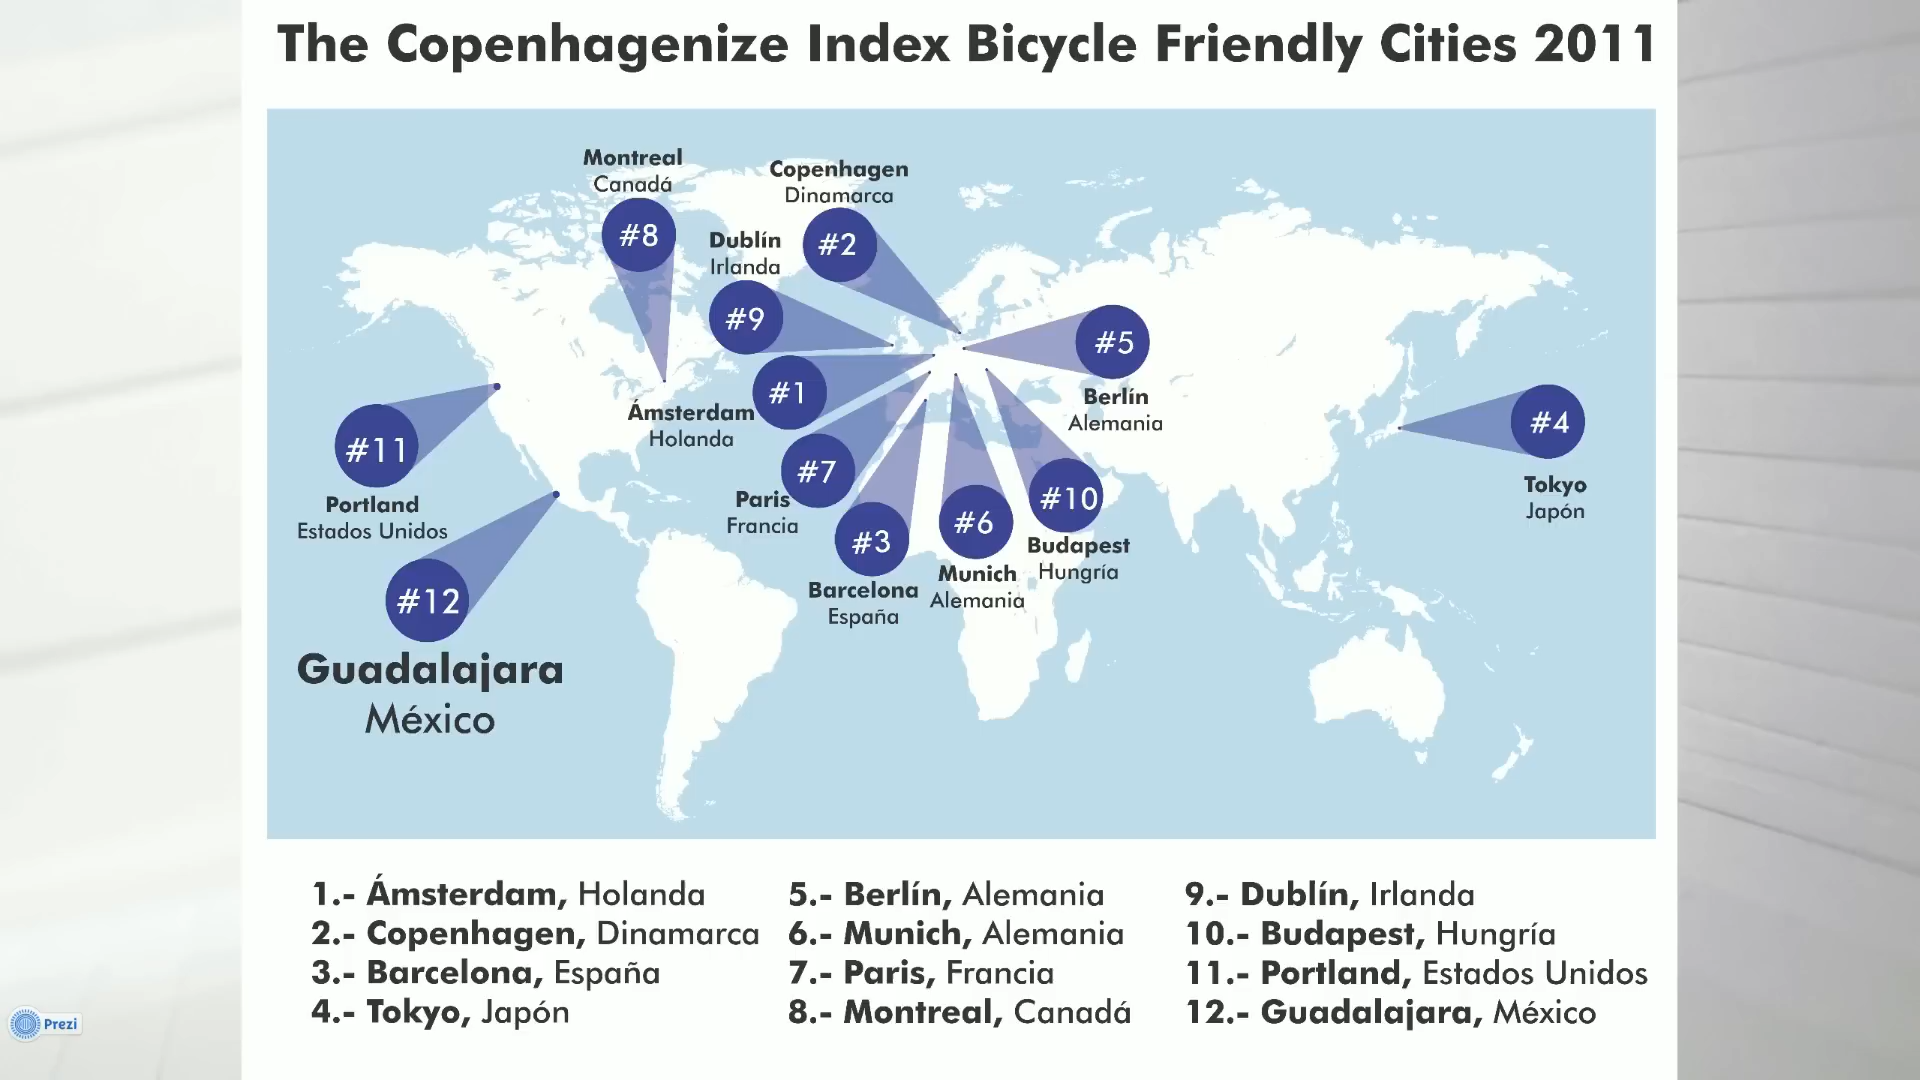 The Copenhagenize Index Bicycle Friendly Cities 2011
Montreal
Canadá
#8
Copenhagen
Dinamarca
#2
Dublín
Irlanda
#9
#5
Berlín
Alemania
#1
Ámsterdam
Holanda
#11
Portland
Estados Unidos
#4
Tokyo
Japón
#7
Paris
Francia
#3
Barcelona
España
#6
Munich
Alemania
#10
Budapest
Hungría
#12
Guadalajara
México
1.- Ámsterdam, Holanda
2.- Copenhagen, Dinamarca
3.- Barcelona, España
4.- Tokyo, Japón
5.- Berlín, Alemania
6.- Munich, Alemania
7.- Paris, Francia
8.- Montreal, Canadá
9.- Dublín, Irlanda
10.- Budapest, Hungría
11.- Portland, Estados Unidos
12.- Guadalajara, México
Prezi